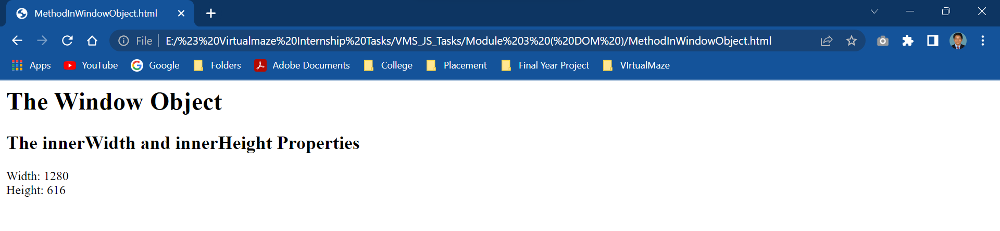 MethodInWindowObject.html
File E:/%23%20Virtualmaze%20Internship%20Tasks/VMS_JS_Tasks/Module%203%20(%20DOM%20)/MethodInWindowObject.html
Apps YouTube Google Folders Adobe Documents College Placement Final Year Project VIrtualMaze
The Window Object
The innerWidth and innerHeight Properties
Width: 1280
Height: 616